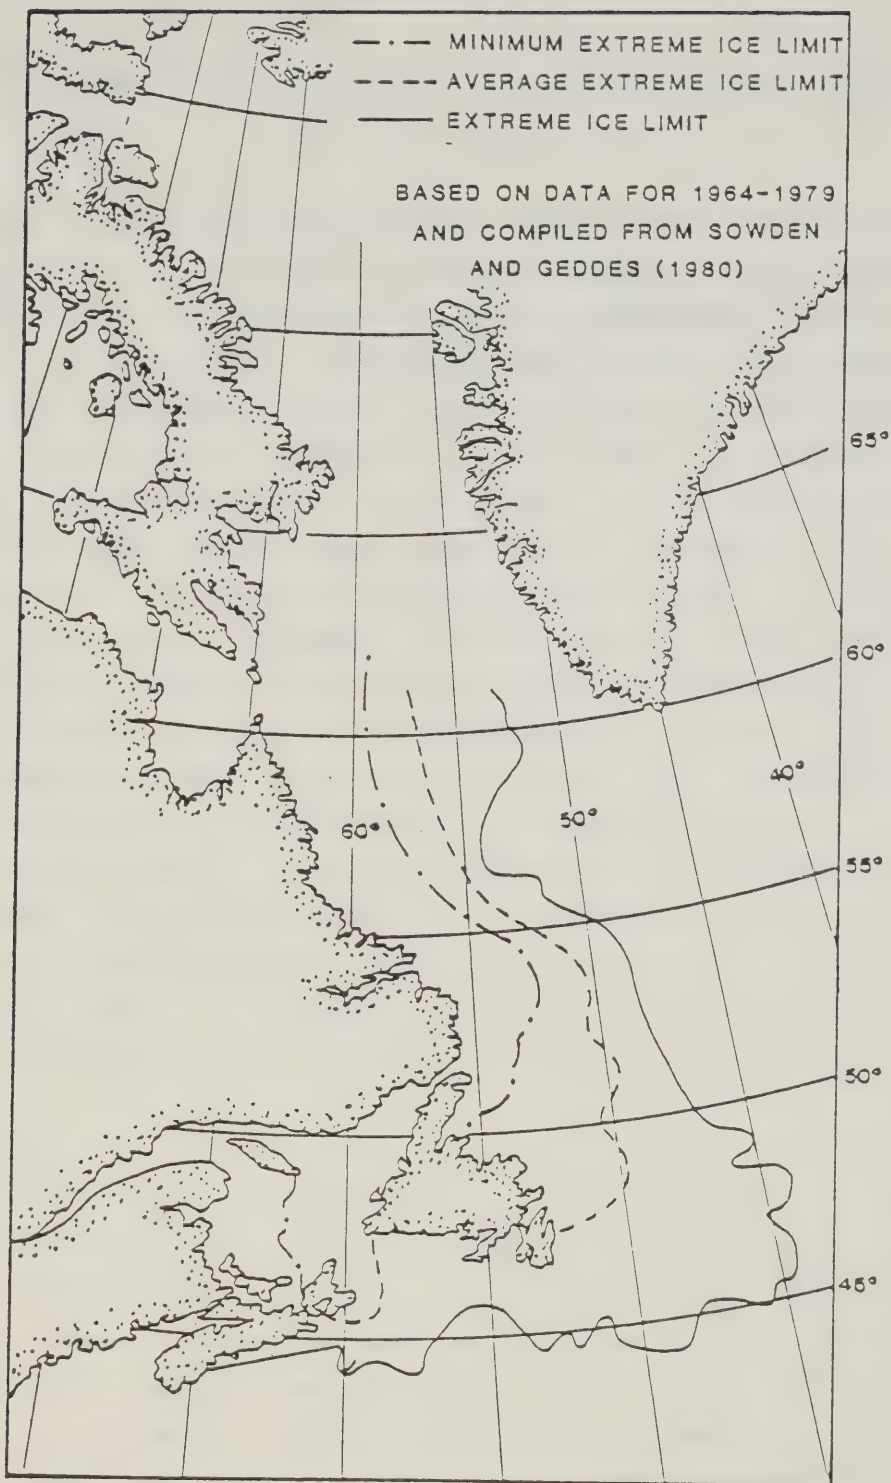 MINIMUM EXTREME ICE LIMIT
AVERAGE EXTREME ICE LIMIT
EXTREME ICE LIMIT
BASED ON DATA FOR 1964-1979
AND COMPILED FROM SOWDEN
AND GEDDES (1980)
65°
60°
40°
50°
60°
55°
50°
45°